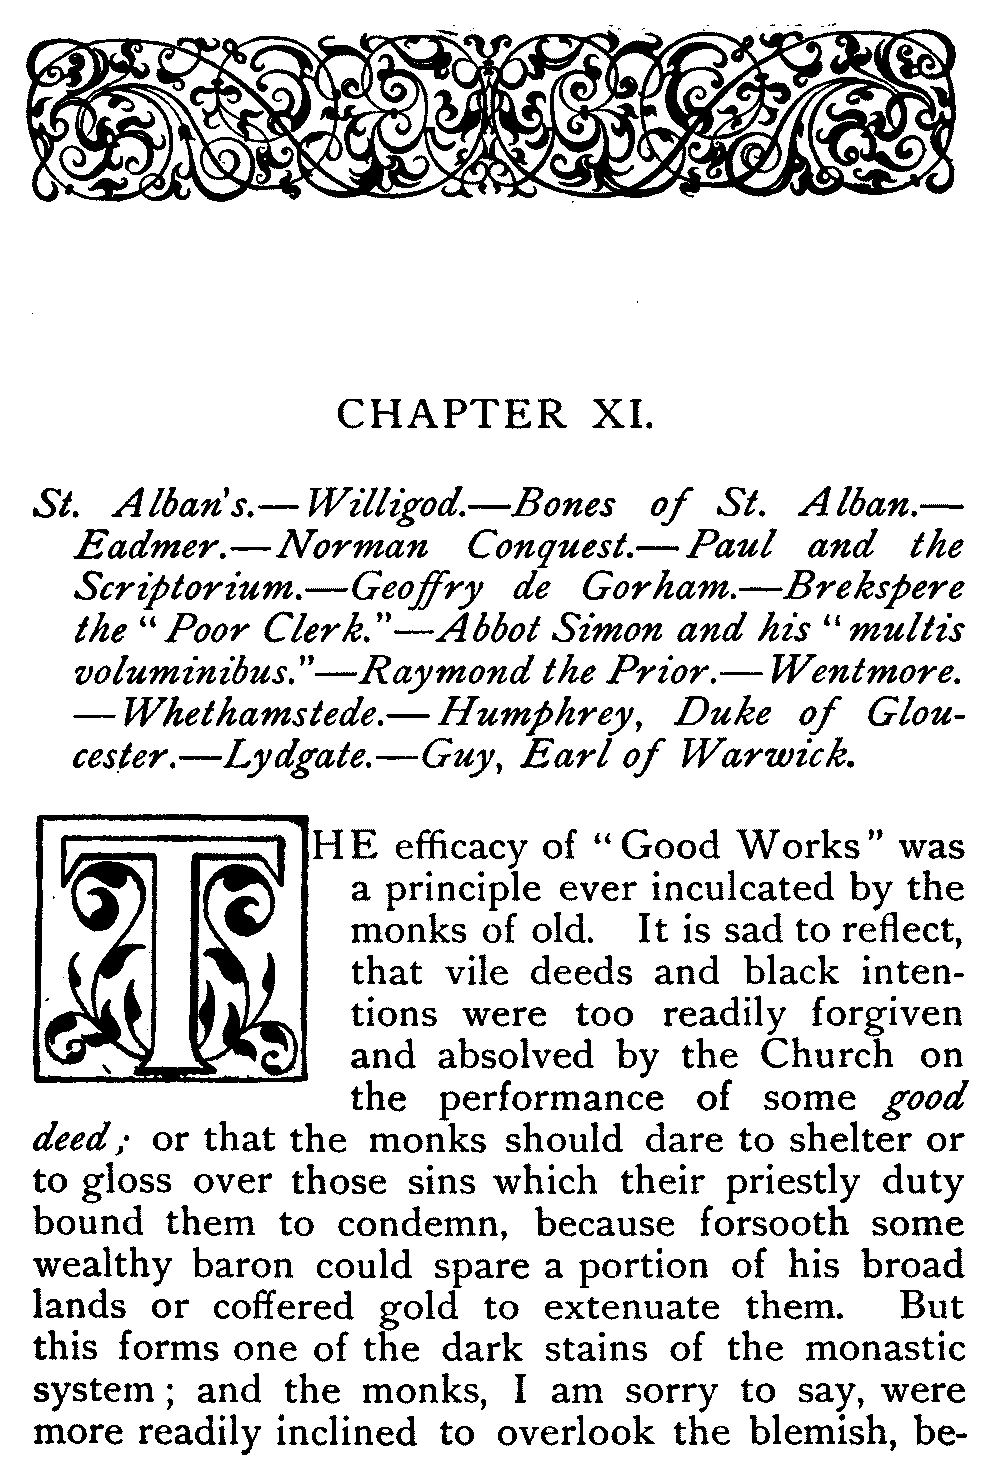 CHAPTER XI.
St. Alban's.—Willigod.—Bones of St. Alban.—
Eadmer.—Norman Conquest.—Paul and the
Scriptorium.—Geoffry de Gorham.—Brekspere
the "Poor Clerk."—Abbot Simon and his "multis
voluminibus."—Raymond the Prior.—Wentmore.
—Whethamstede.—Humphrey, Duke of Glou-
cester.—Lydgate.—Guy, Earl of Warwick.
THE efficacy of "Good Works" was
a principle ever inculcated by the
monks of old. It is sad to reflect,
that vile deeds and black inten-
tions were too readily forgiven
and absolved by the Church on
the performance of some good
deed; or that the monks should dare to shelter or
to gloss over those sins which their priestly duty
bound them to condemn, because forsooth some
wealthy baron could spare a portion of his broad
lands or coffered gold to extenuate them. But
this forms one of the dark stains of the monastic
system; and the monks, I am sorry to say, were
more readily inclined to overlook the blemish, be-